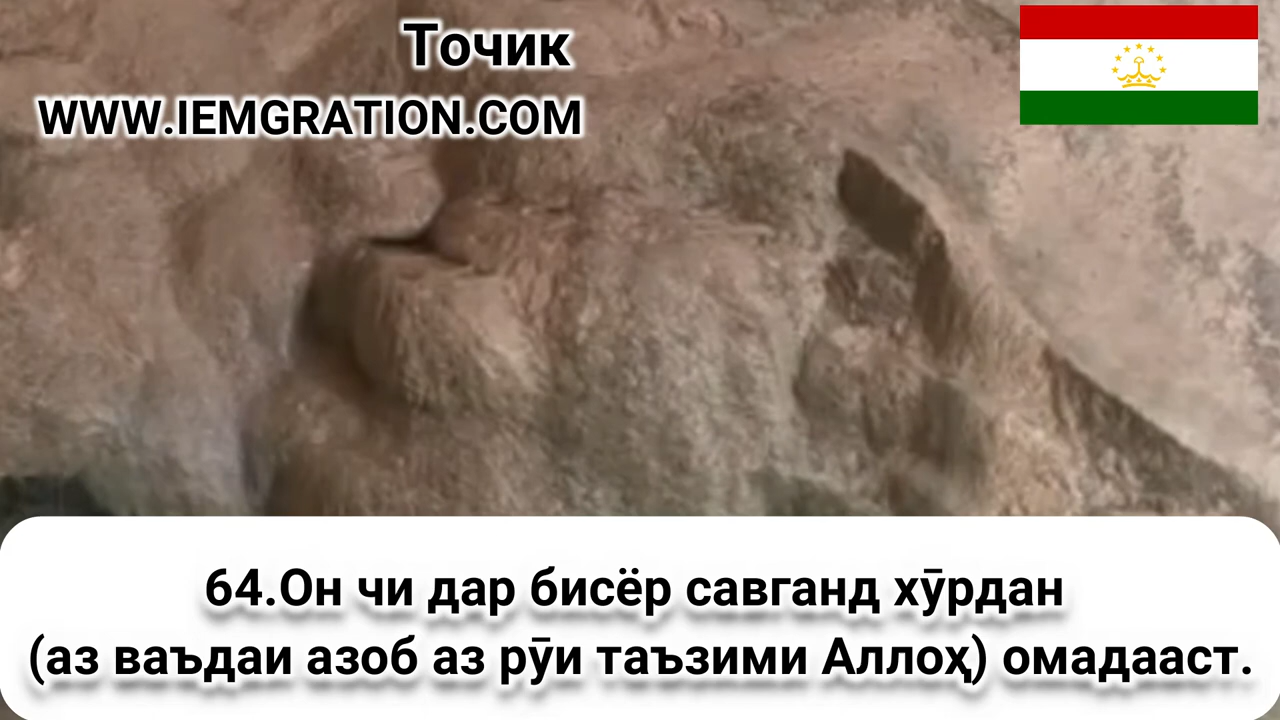 Точик
WWW.IEMGRATION.COM
64.Он чи дар бисёр савганд хӯрдан
(аз ваъдаи азоб аз рӯи таъзими Аллоҳ) омадааст.